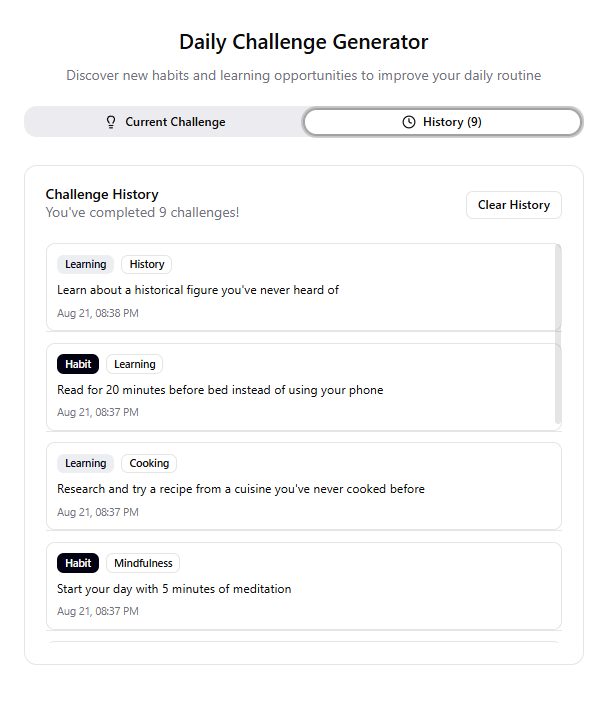 Daily Challenge Generator
Discover new habits and learning opportunities to improve your daily routine
Current Challenge
History (9)
Challenge History
You've completed 9 challenges!
Clear History
Learning History
Learn about a historical figure you've never heard of
Aug 21, 08:38 PM
Habit Learning
Read for 20 minutes before bed instead of using your phone
Aug 21, 08:37 PM
Learning Cooking
Research and try a recipe from a cuisine you've never cooked before
Aug 21, 08:37 PM
Habit Mindfulness
Start your day with 5 minutes of meditation
Aug 21, 08:37 PM